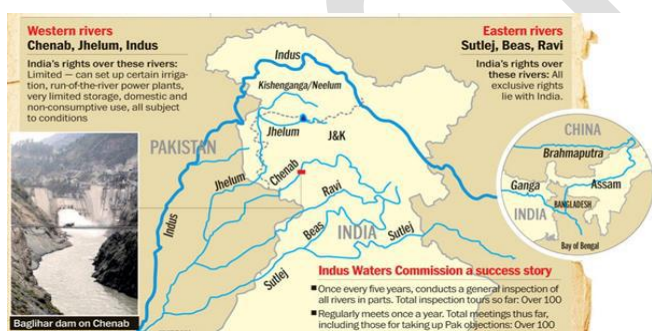 Western rivers
Chenab, Jhelum, Indus
India's rights over these rivers:
Limited — can set up certain irriga-
tion, run-of-the-river power plants,
very limited storage, domestic and
non-consumptive use, all subject
to conditions
Eastern rivers
Sutlej, Beas, Ravi
India's rights over
these rivers: All
exclusive rights
lie with India.
Indus
Kishenganga/Neelum
Jhelum
J&K
PAKISTAN
Jhelum
Chenab
Ravi
Indus
Beas
INDIA
Sutlej
Sutlej
CHINA
Brahmaputra
Ganga
Assam
BANGLADESH
INDIA
Bay of Bengal
Baglihar dam on Chenab
Indus Waters Commission a success story
■ Once every five years, conducts a general inspection
of all rivers in parts. Total inspection tours so far: Over 100
■ Regularly meets once a year. Total meetings thus far,
including those for taking up Pak objections: Over 100